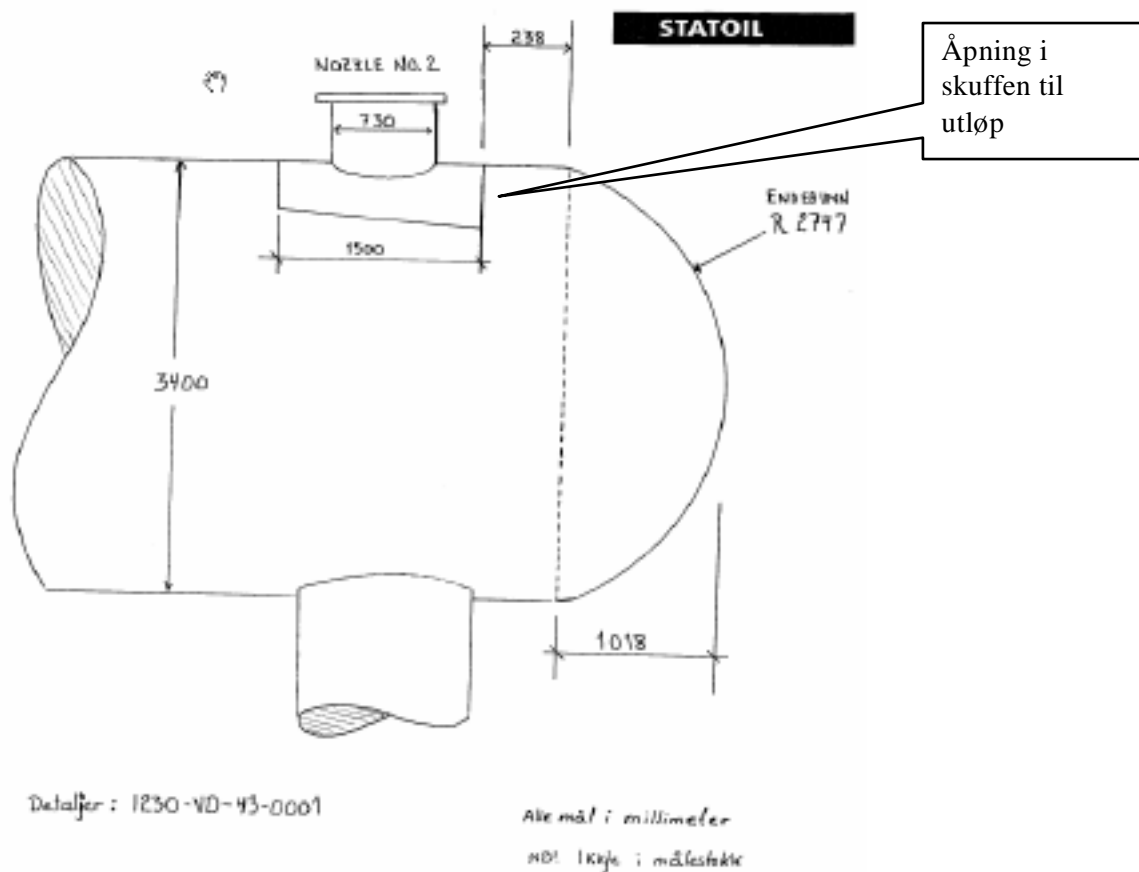 STATOIL
238
Åpning i
skuffen til
utløp
NOZZLE NO. 2
730
ENDEBUNN
R 2747
1500
3400
1018
Detaljer : 1230-VD-43-0001
Alle mål i millimeter
NB! Ikkje i målestokk